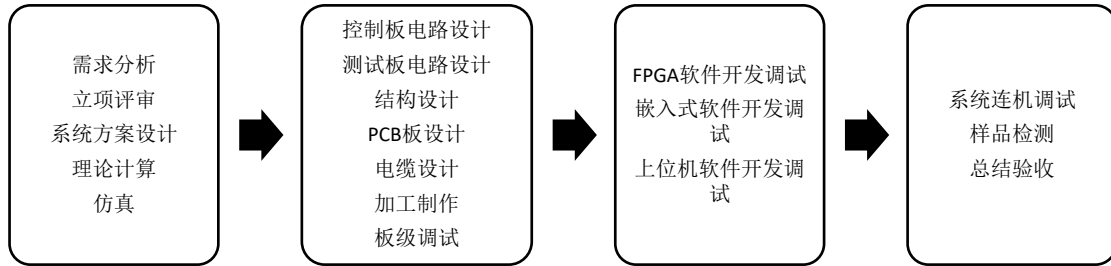 需求分析
立项评审
系统方案设计
理论计算
仿真
控制板电路设计
测试板电路设计
结构设计
PCB板设计
电缆设计
加工制作
板级调试
FPGA软件开发调试
嵌入式软件开发调
试
上位机软件开发调
试
系统连机调试
样品检测
总结验收